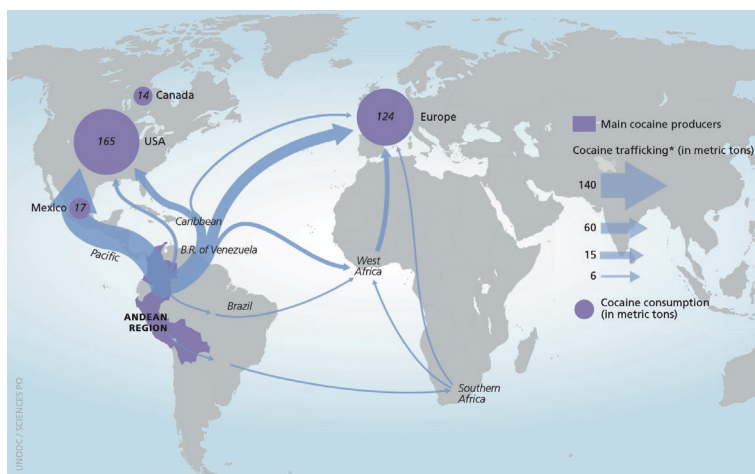 14 Canada
165 USA
124 Europe
Mexico 17
Caribbean
B.R. of Venezuela
Pacific
ANDEAN
REGION
Brazil
West
Africa
Southern
Africa
Main cocaine producers
Cocaine trafficking* (in metric tons)
140
60
15
6
Cocaine consumption
(in metric tons)
UNODC / SCIENCES PO